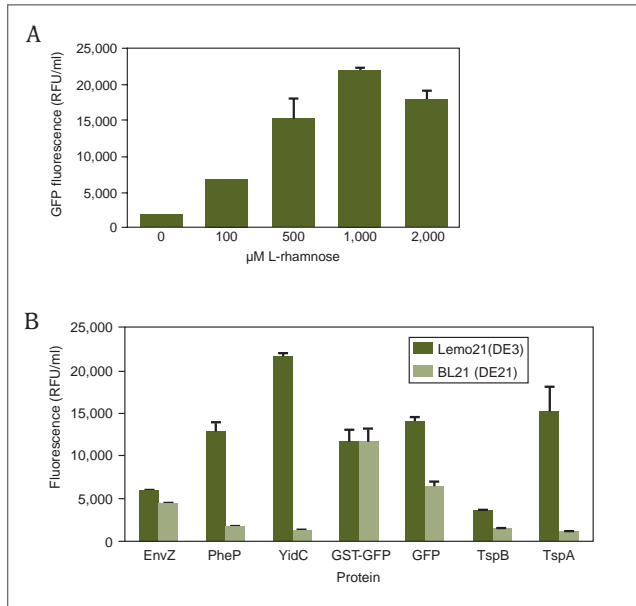 A
GFP fluorescence (RFU/ml)
25,000
20,000
15,000
10,000
5,000
0
0 100 500 1,000 2,000
µM L-rhamnose
B
Fluorescence (RFU/ml)
25,000
20,000
15,000
10,000
5,000
0
Lemo21(DE3)
BL21 (DE21)
EnvZ PheP YidC GST-GFP GFP TspB TspA
Protein